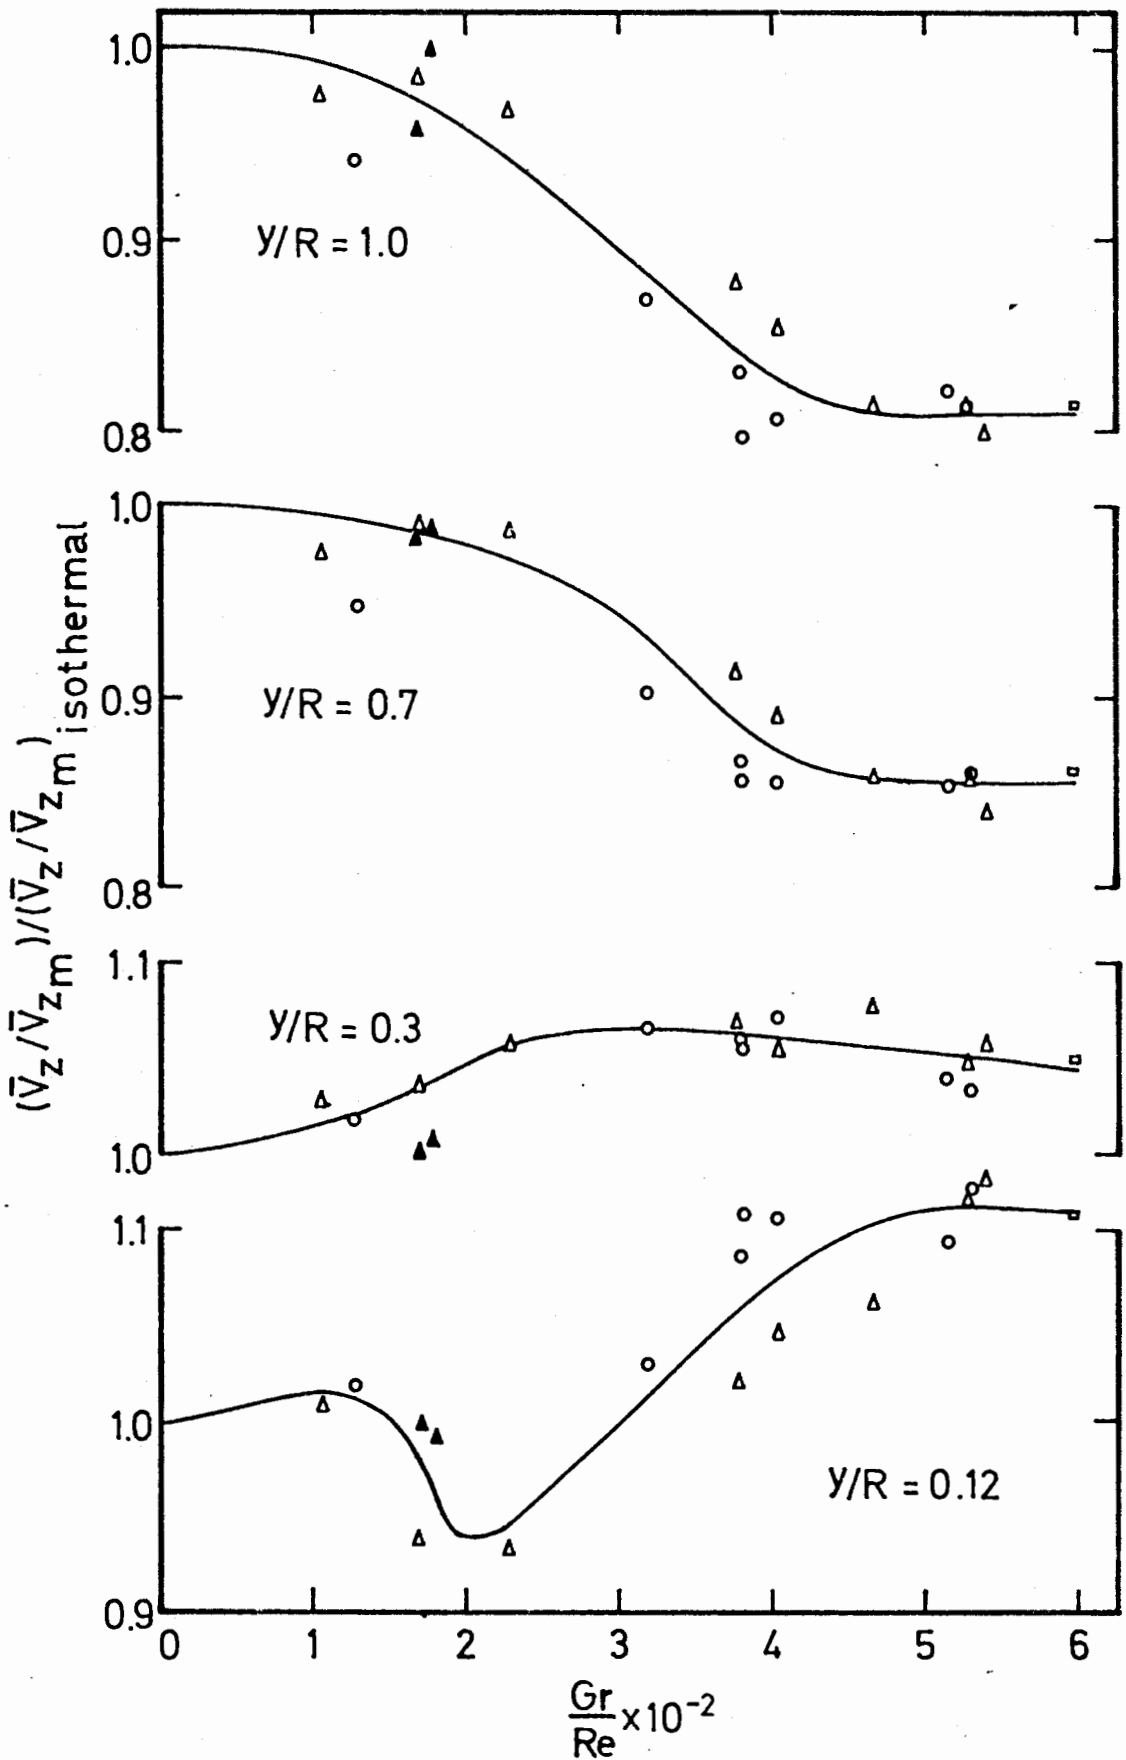 1.0
0.9
0.8
y/R = 1.0
1.0
0.9
0.8
y/R = 0.7
1.1
1.0
y/R = 0.3
1.1
1.0
0.9
y/R = 0.12
0 1 2 3 4 5 6
Gr/Re x10⁻²
(V̄z/V̄zm)/(V̄z/V̄zm)isothermal